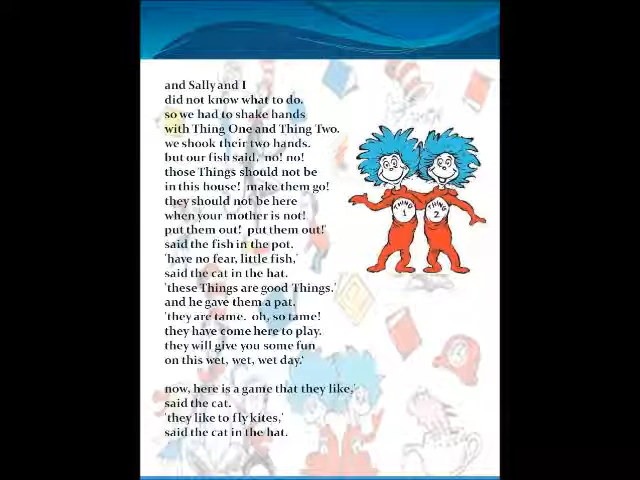 and Sally and I
did not know what to do.
so we had to shake hands
with Thing One and Thing Two.
we shook their two hands.
but our fish said, 'no! no!
those Things should not be
in this house! make them go!
they should not be here
when your mother is not!
put them out! put them out!'
said the fish in the pot.
'have no fear, little fish,'
said the cat in the hat.
'these Things are good Things.'
and he gave them a pat.
'they are tame. oh, so tame!
they have come here to play.
they will give you some fun
on this wet, wet, wet day.'
now, here is a game that they like,'
said the cat.
'they like to fly kites,'
said the cat in the hat.
THING 1
THING 2